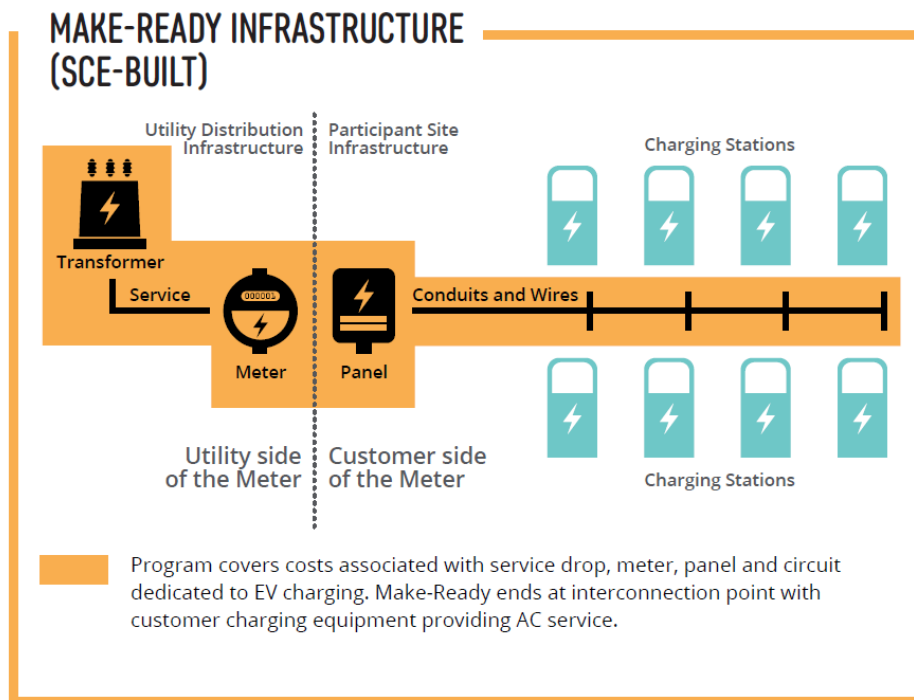 MAKE-READY INFRASTRUCTURE
(SCE-BUILT)
Utility Distribution
Infrastructure
Participant Site
Infrastructure
Charging Stations
Transformer
Service
000001
Conduits and Wires
Meter
Panel
Utility side
of the Meter
Customer side
of the Meter
Charging Stations
Program covers costs associated with service drop, meter, panel and circuit
dedicated to EV charging. Make-Ready ends at interconnection point with
customer charging equipment providing AC service.